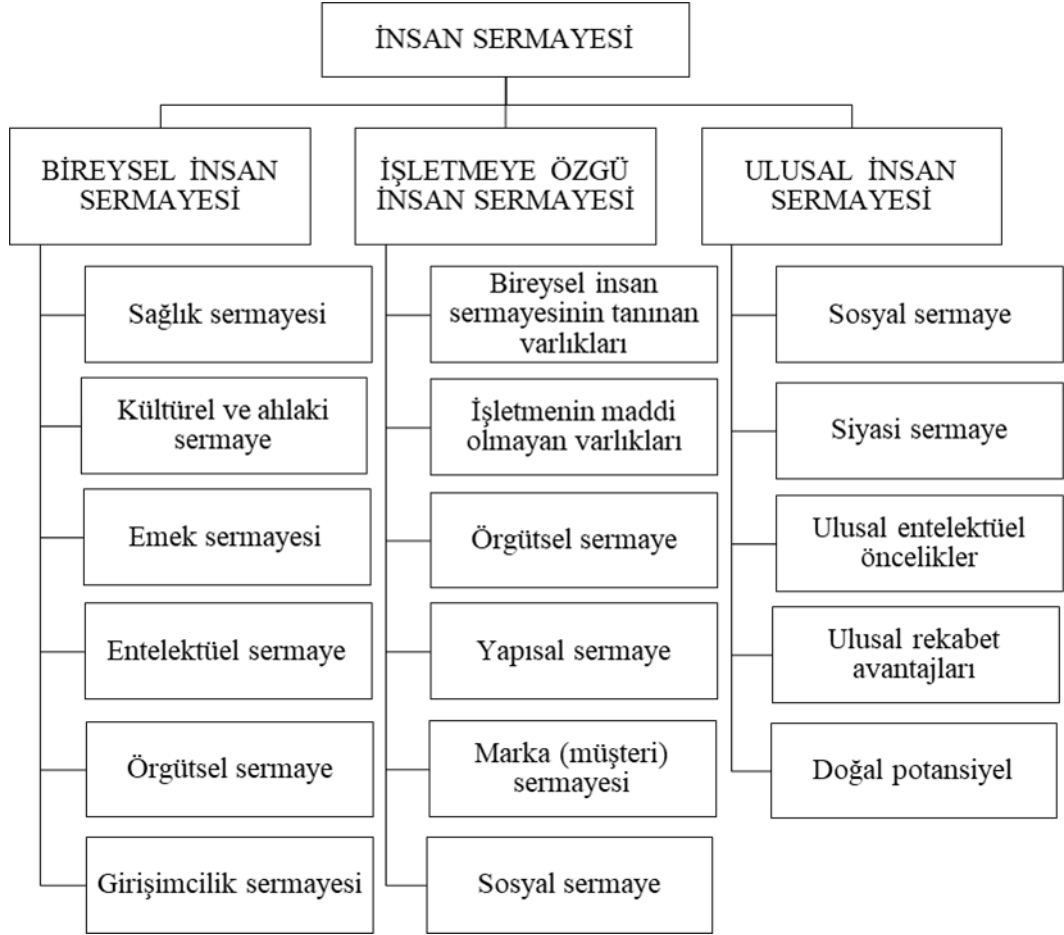 İNSAN SERMAYESİ
BİREYSEL İNSAN
SERMAYESİ
Sağlık sermayesi
Kültürel ve ahlaki
sermaye
Emek sermayesi
Entelektüel sermaye
Örgütsel sermaye
Girişimcilik sermayesi
İŞLETMEYE ÖZGÜ
İNSAN SERMAYESİ
Bireysel insan
sermayesinin tanınan
varlıkları
İşletmenin maddi
olmayan varlıkları
Örgütsel sermaye
Yapısal sermaye
Marka (müşteri)
sermayesi
Sosyal sermaye
ULUSAL İNSAN
SERMAYESİ
Sosyal sermaye
Siyasi sermaye
Ulusal entelektüel
öncelikler
Ulusal rekabet
avantajları
Doğal potansiyel